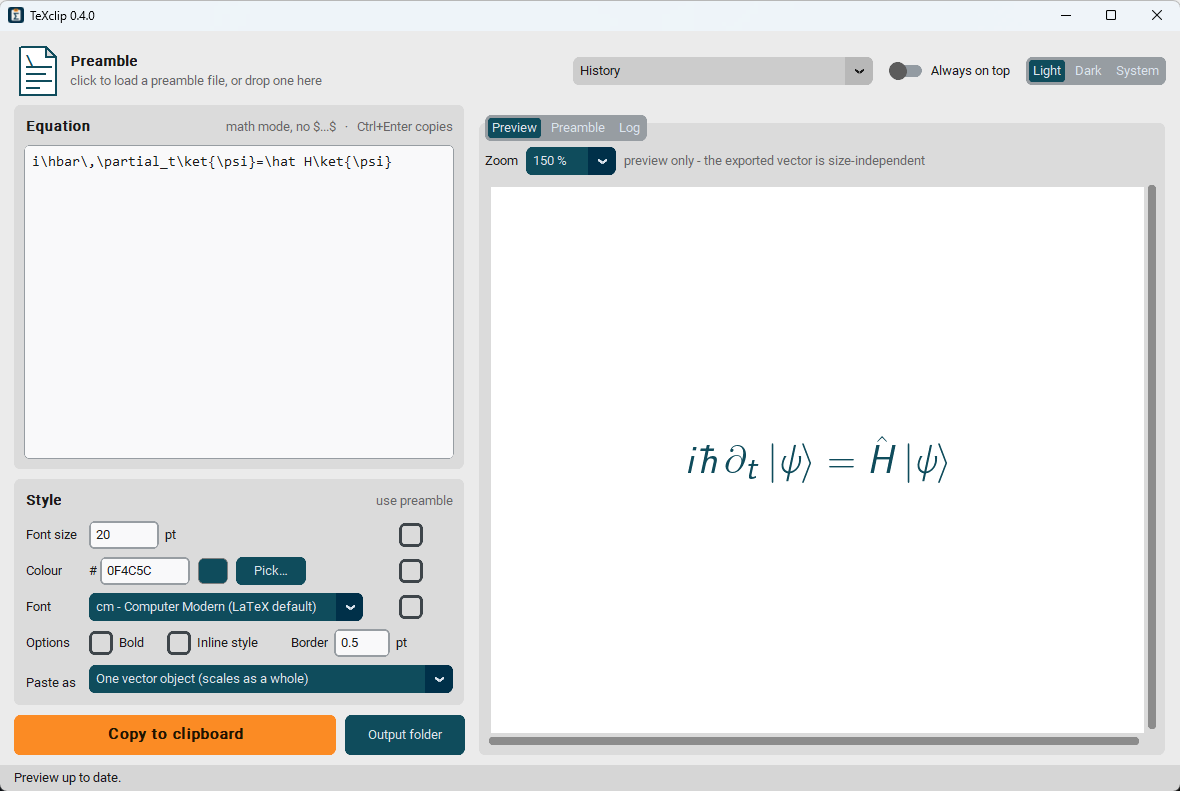 TeXclip 0.4.0
Preamble
click to load a preamble file, or drop one here
History
Always on top
Light Dark System
Equation
math mode, no $...$ · Ctrl+Enter copies
i\hbar\,\partial_t\ket{\psi}=\hat H\ket{\psi}
Preview Preamble Log
Zoom 150 % preview only - the exported vector is size-independent
iħ ∂ₜ |ψ⟩ = Ĥ |ψ⟩
Style
use preamble
Font size 20 pt
Colour # 0F4C5C Pick...
Font cm - Computer Modern (LaTeX default)
Options Bold Inline style Border 0.5 pt
Paste as One vector object (scales as a whole)
Copy to clipboard
Output folder
Preview up to date.